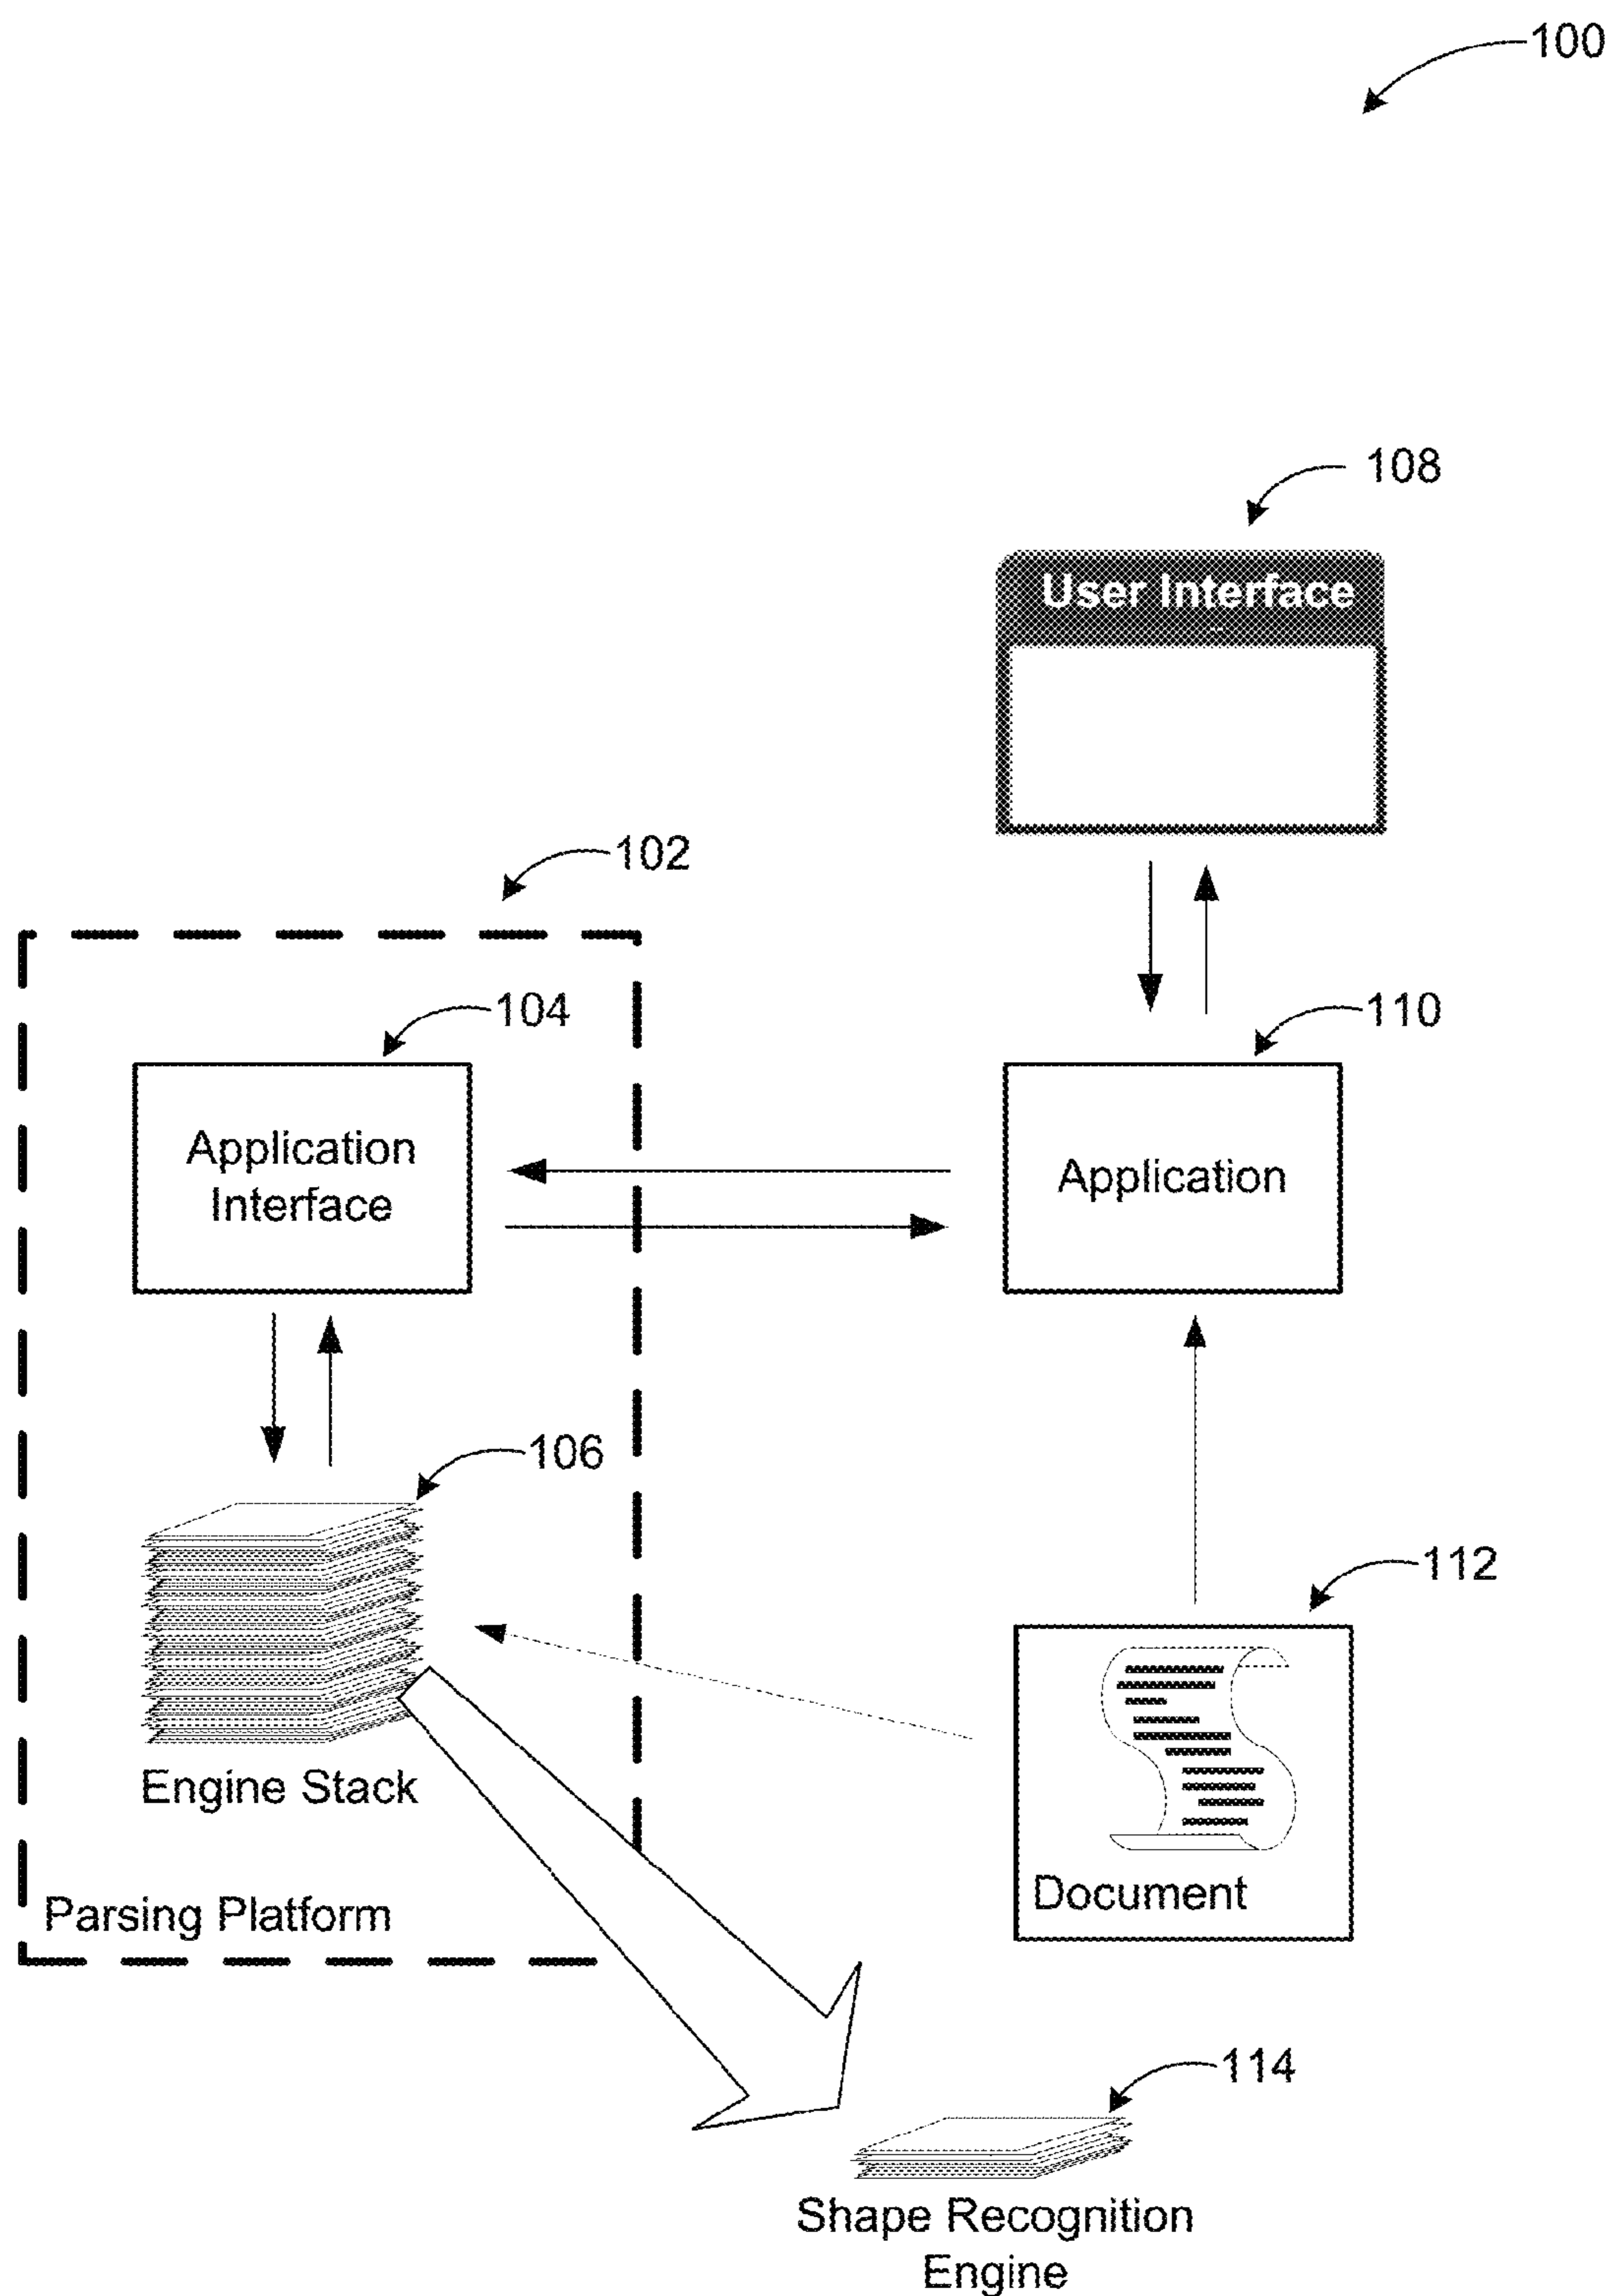 100
108
User Interface
102
104
110
Application
Interface
Application
106
112
Engine Stack
Document
Parsing Platform
114
Shape Recognition
Engine